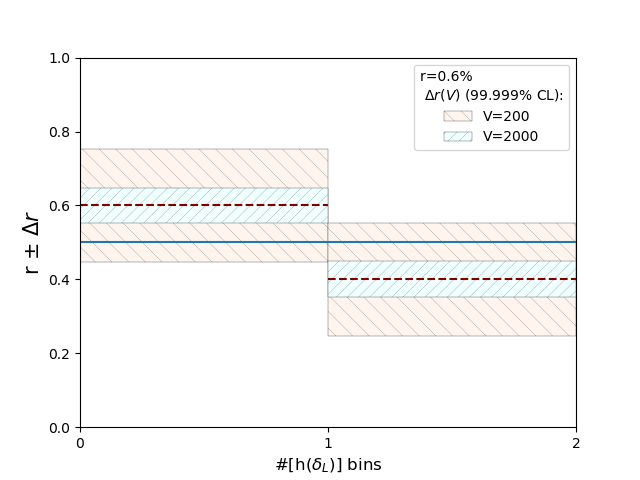 r=0.6%
Δr(V) (99.999% CL):
V=200
V=2000
r ± Δr
1.0
0.8
0.6
0.4
0.2
0.0
0 1 2
#[h(δ_L)] bins